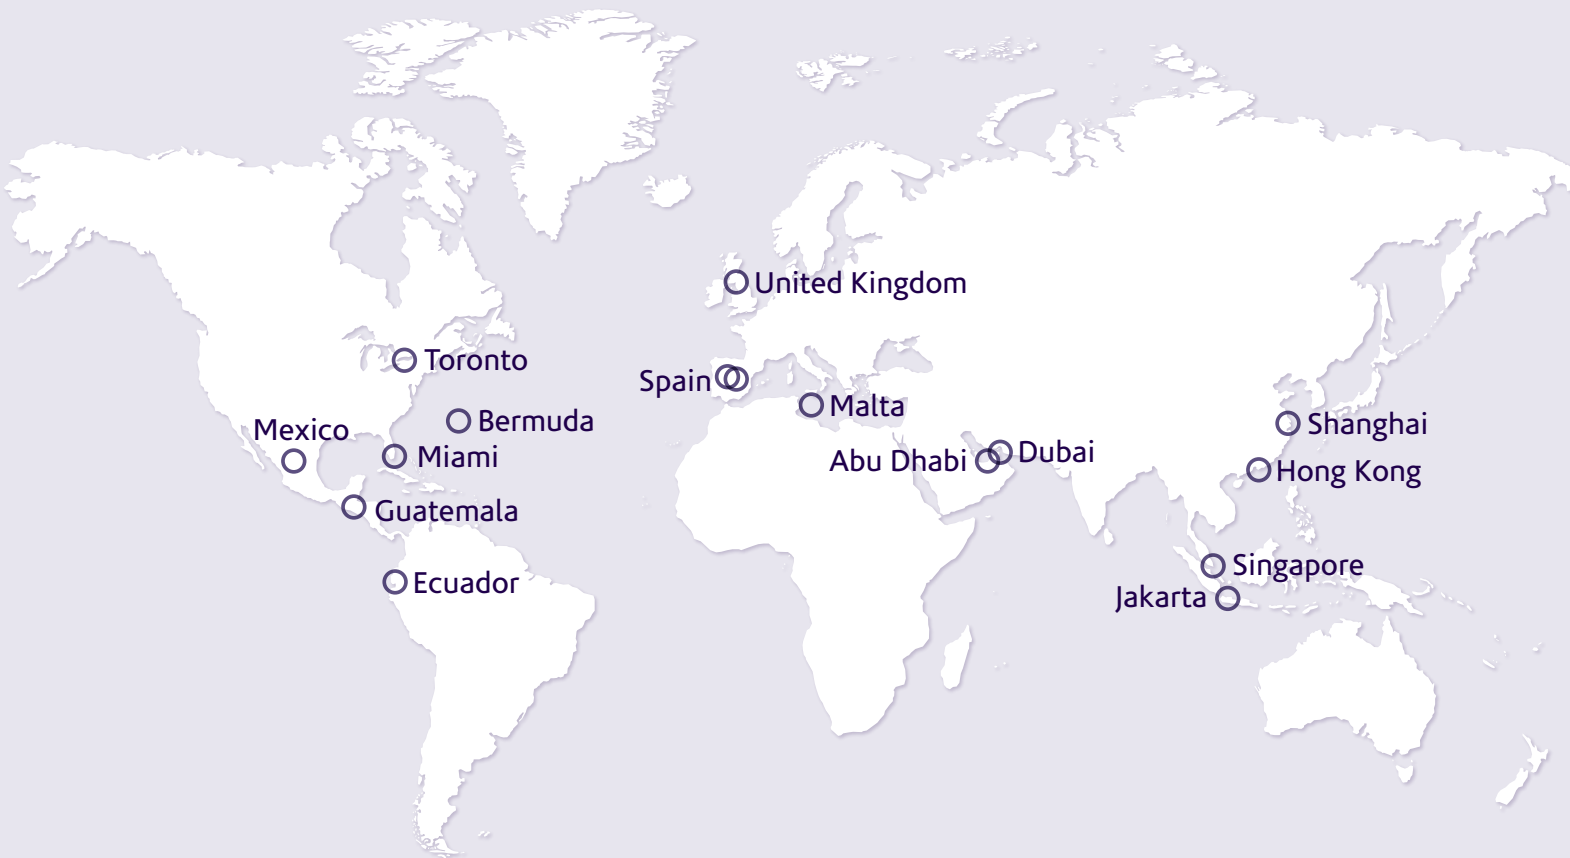 United Kingdom
Toronto
Spain
Malta
Bermuda
Mexico
Miami
Shanghai
Abu Dhabi
Dubai
Hong Kong
Guatemala
Singapore
Ecuador
Jakarta